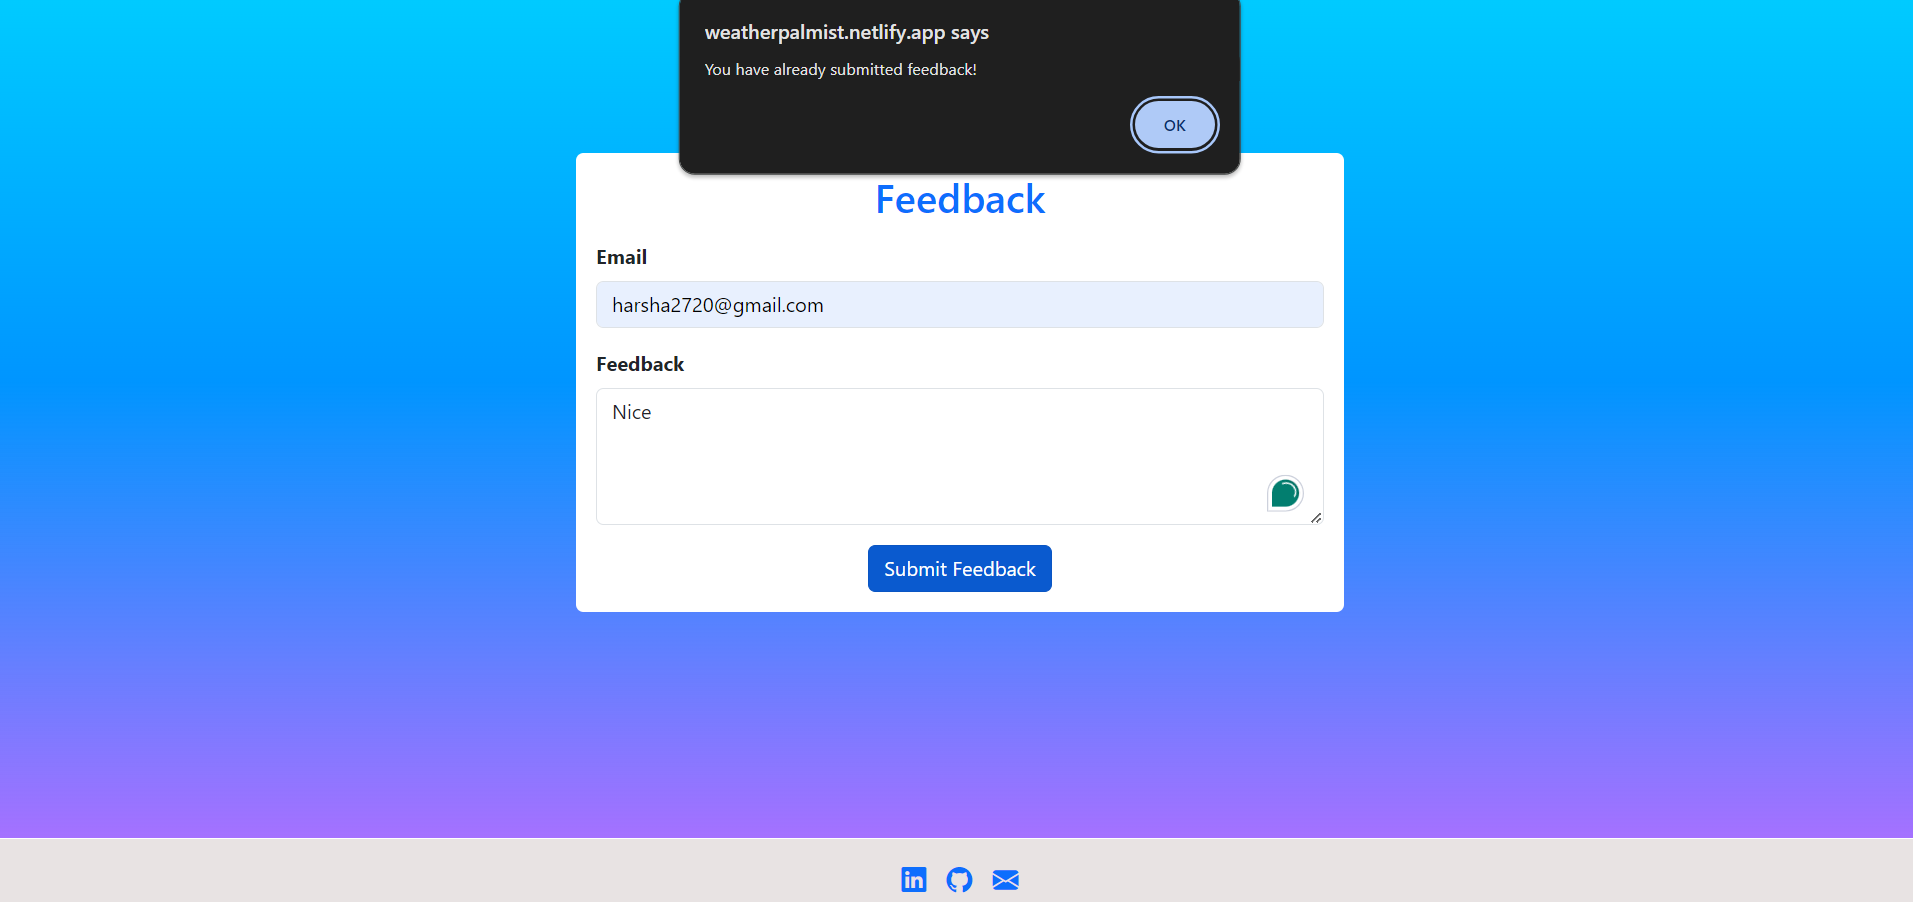 weatherpalmist.netlify.app says
You have already submitted feedback!
OK
Feedback
Email
harsha2720@gmail.com
Feedback
Nice
Submit Feedback
in